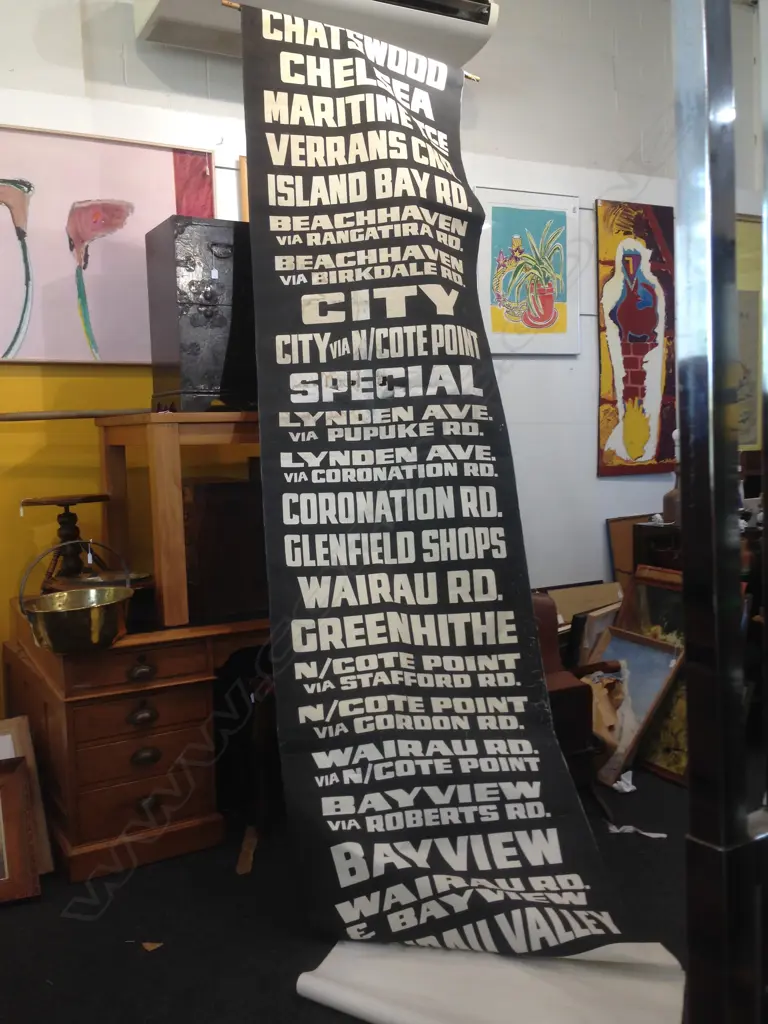 CHATSWOOD
CHELSEA
MARITIME TCE
VERRANS CNR
ISLAND BAY RD.
BEACHHAVEN
VIA RANGATIRA RD.
BEACHHAVEN
VIA BIRKDALE RD.
CITY
CITY VIA N/COTE POINT
SPECIAL
LYNDEN AVE.
VIA PUPUKE RD.
LYNDEN AVE.
VIA CORONATION RD.
CORONATION RD.
GLENFIELD SHOPS
WAIRAU RD.
GREENHITHE
N/COTE POINT
VIA STAFFORD RD.
N/COTE POINT
VIA GORDON RD.
WAIRAU RD.
VIA N/COTE POINT
BAYVIEW
VIA ROBERTS RD.
BAYVIEW
WAIRAU RD.
& BAYVIEW
VALLEY